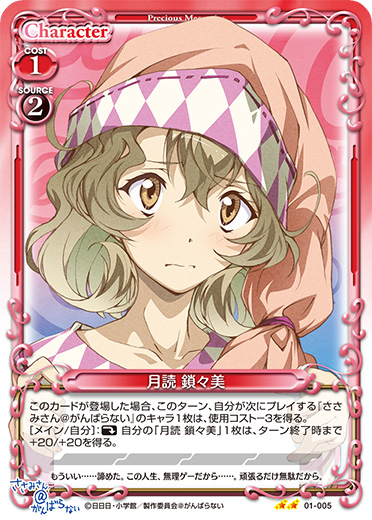 Precious Mem
Character
COST
1
SOURCE
2
月読 鎖々美
このカードが登場した場合、このターン、自分が次にプレイする『ささ
みさん@がんばらない』のキャラ1枚は、使用コスト-3を得る。
[メイン/自分]: 自分の「月読 鎖々美」1枚は、ターン終了時まで
+20/+20を得る。
もういい……諦めた。この人生、無理ゲーだから……。頑張るだけ無駄だから。
ささみさん
@
がんばらない
©日日日・小学館/製作委員会@がんばらない
01-005